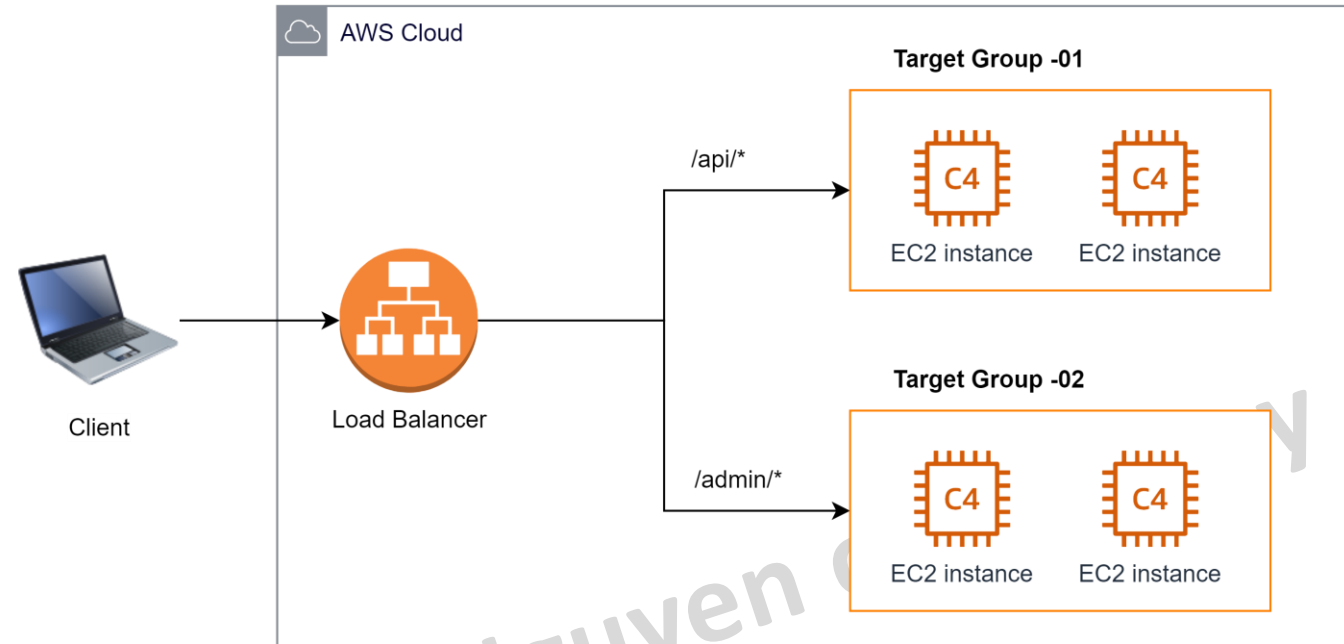 AWS Cloud
Target Group -01
/api/*
C4
C4
EC2 instance
EC2 instance
Client
Load Balancer
Target Group -02
/admin/*
C4
C4
EC2 instance
EC2 instance